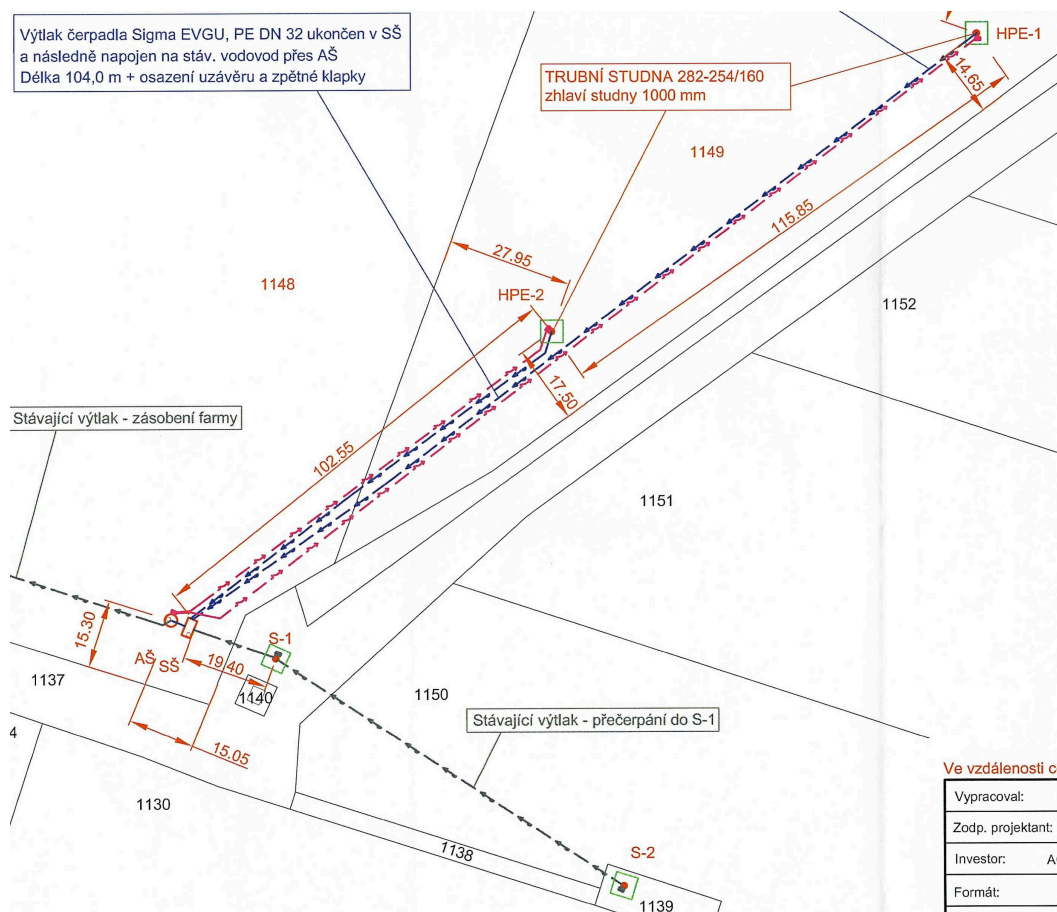 Výtlak čerpadla Sigma EVGU, PE DN 32 ukončen v SŠ
a následně napojen na stáv. vodovod přes AŠ
Délka 104,0 m + osazení uzávěru a zpětné klapky
HPE-1
TRUBNÍ STUDNA 282-254/160
zhlaví studny 1000 mm
14.65
1149
115.85
27.95
1148
HPE-2
1152
17.50
Stávající výtlak - zásobení farmy
102.55
1151
15.30
S-1
AŠ
SŠ
19.40
1137
1140
1150
Stávající výtlak - přečerpání do S-1
4
15.05
1130
Ve vzdálenosti
Vypracoval:
Zodp. projektant:
Investor:
Formát:
1138
S-2
1139